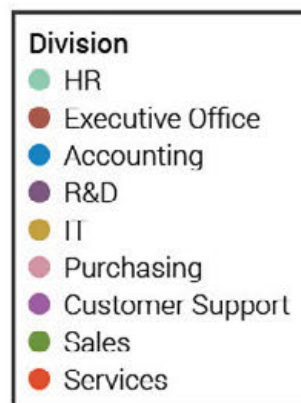 Division
HR
Executive Office
Accounting
R&D
IT
Purchasing
Customer Support
Sales
Services